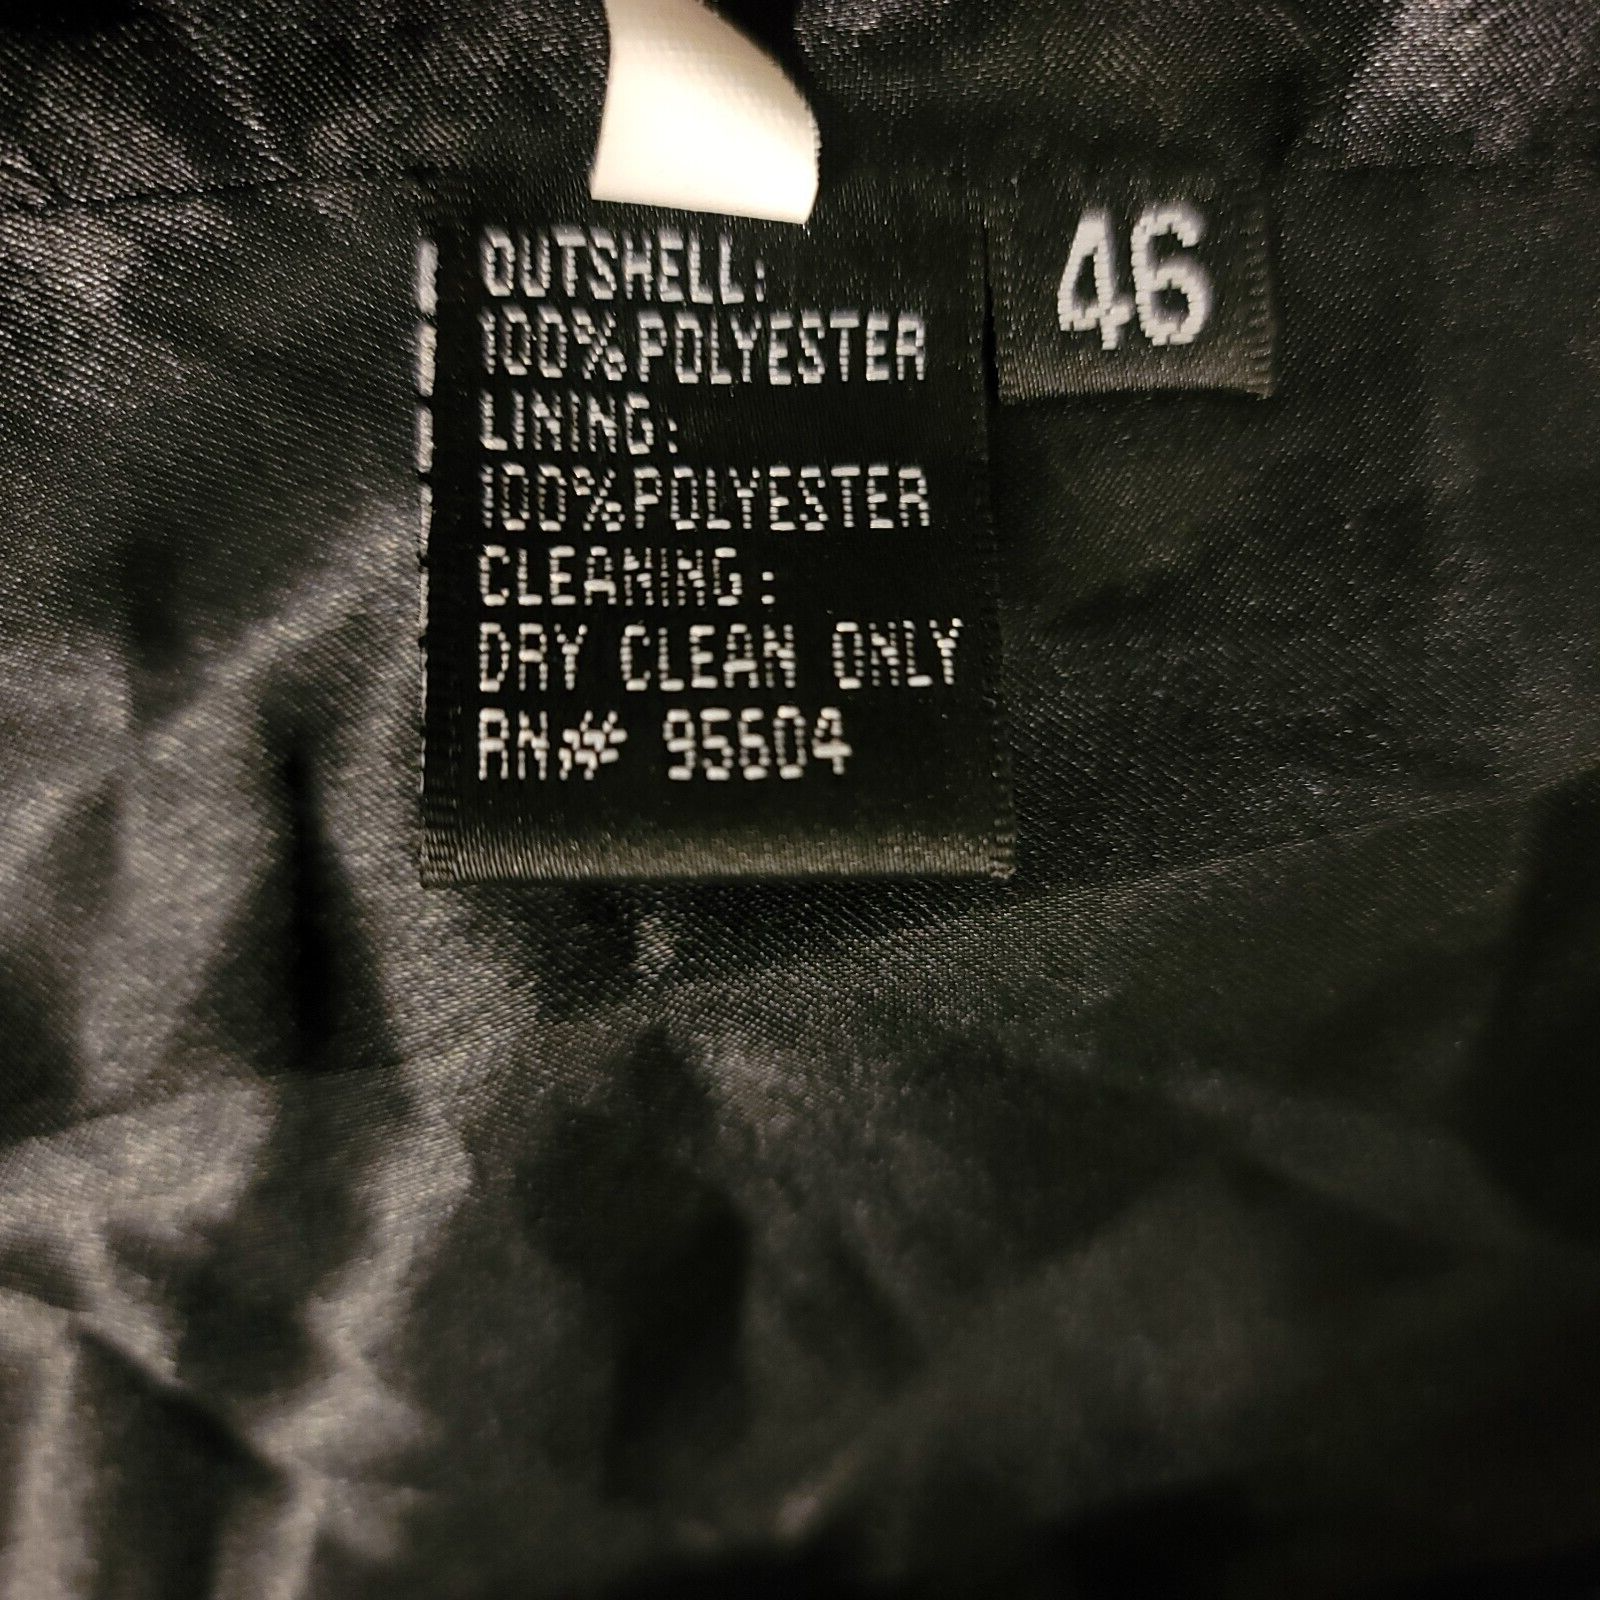 OUTSHELL:
100% POLYESTER
LINING:
100% POLYESTER
CLEANING:
DRY CLEAN ONLY
RN# 95604
46